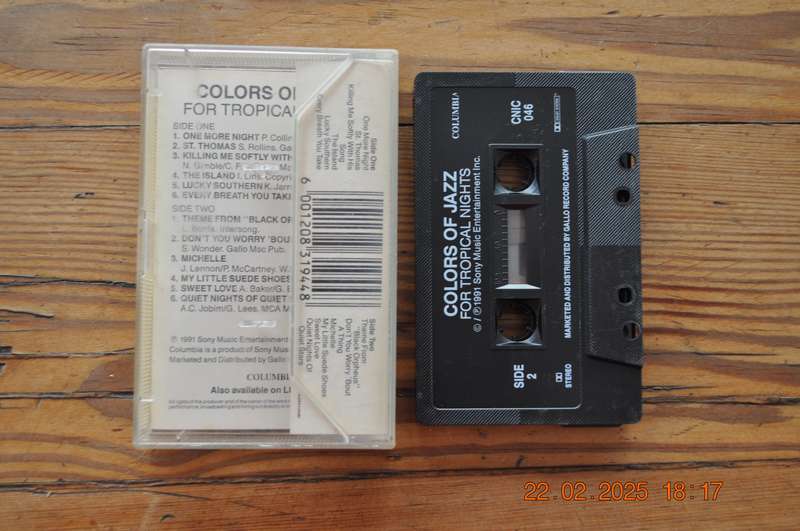 COLORS O
FOR TROPICAL
SIDE ONE
1. ONE MORE NIGHT P. Collin
2. ST. THOMAS S. Rollins. Ga
3. KILLING ME SOFTLY WITH
N. Gimble/C. F
4. THE ISLAND I. Lins. Copyri
5. LUCKY SOUTHERN K. Jarr
6. EVERY BREATH YOU TAKI
SIDE TWO
1. THEME FROM "BLACK OF
L. Bonfa. Intersong.
2. DON'T YOU WORRY 'BOU
S. Wonder. Gallo Msc Pub.
3. MICHELLE
J. Lennon/P. McCartney. W.
4. MY LITTLE SUEDE SHOES
5. SWEET LOVE A. Baker/G. B
6. QUIET NIGHTS OF QUIET
A.C. Jobim/G. Lees. MCA M
℗ 1991 Sony Music Entertainment
Columbia is a product of Sony Mus
Marketed and Distributed by Gallo
COLUMBI
Also available on L
Side One
One More Night
St. Thomas
Killing Me Softly With His
Song
The Island
Lucky Southern
Every Breath You Take
6 001208 319448
Side Two
Theme From
"Black Orpheus"
Don't You Worry 'Bout
A Thing
Michelle
My Little Suede Shoes
Sweet Love
Quiet Nights Of
Quiet Stars
COLUMBIA
CNIC
046
COLORS OF JAZZ
FOR TROPICAL NIGHTS
© / ℗ 1991 Sony Music Entertainment Inc.
MARKETED AND DISTRIBUTED BY GALLO RECORD COMPANY
SIDE
2
STEREO
22.02.2025 18:17